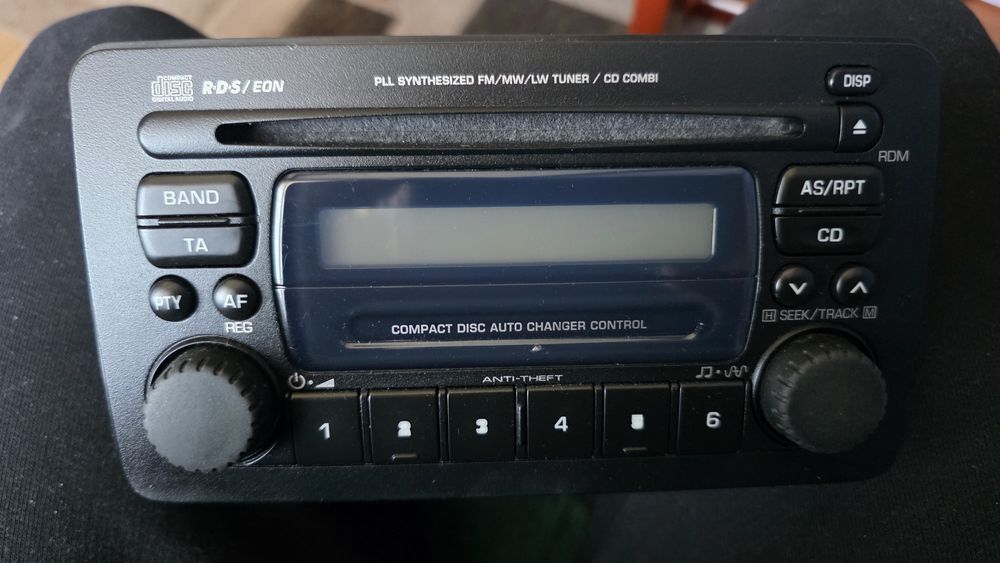 COMPACT
disc
DIGITAL AUDIO
R·D·S/EON
PLL SYNTHESIZED FM/MW/LW TUNER / CD COMBI
DISP
RDM
BAND
AS/RPT
TA
CD
PTY
AF
REG
H SEEK/TRACK M
COMPACT DISC AUTO CHANGER CONTROL
ANTI-THEFT
1
2
3
4
5
6